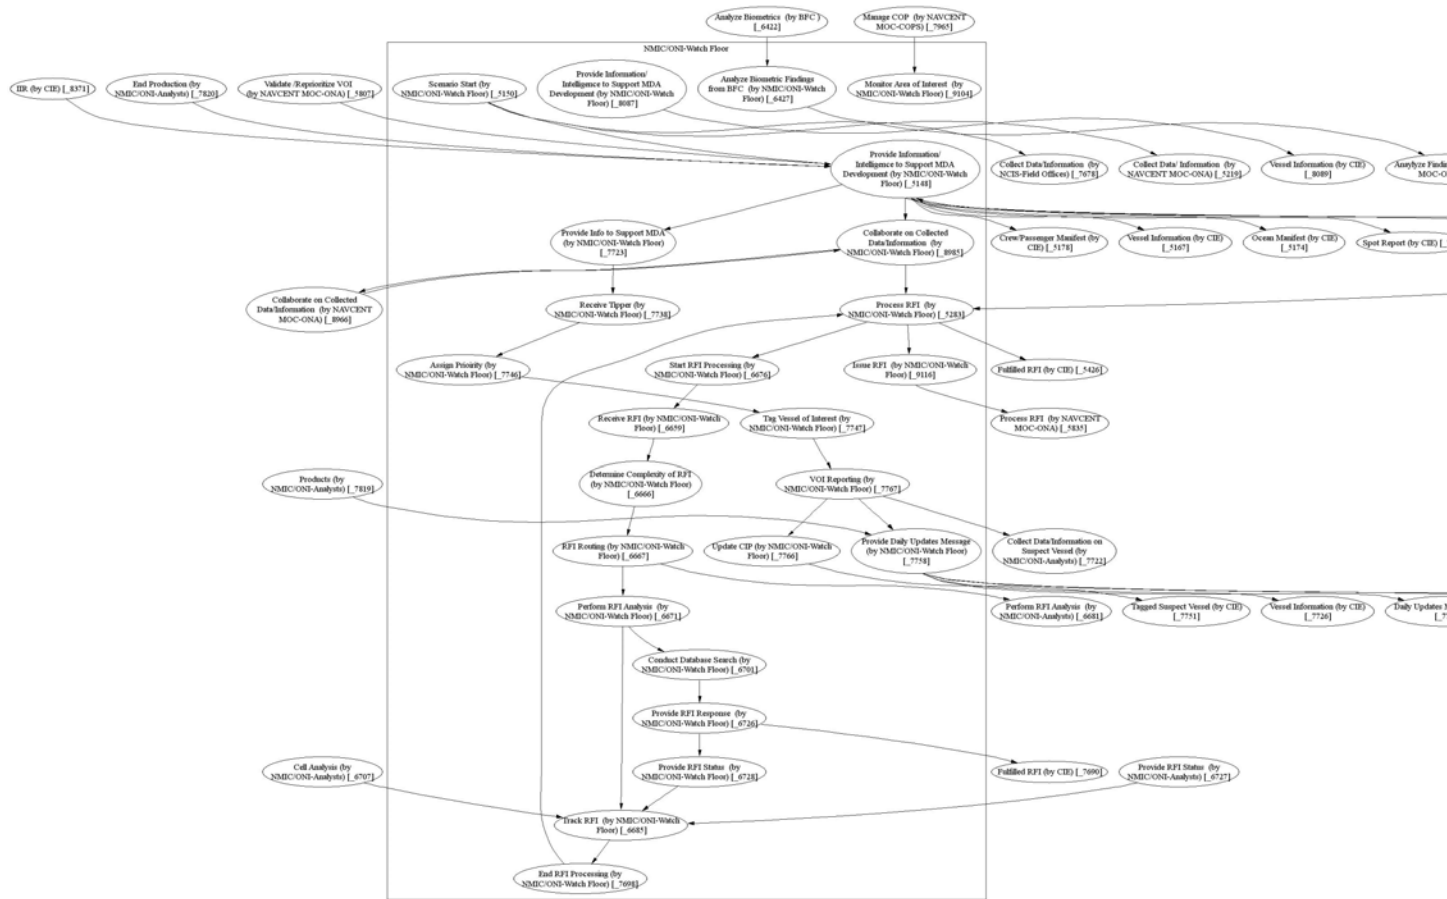 Analyze Biometrics (by BFC )
[_6422]
Manage COP (by NAVCENT
MOC-COPS) [_7965]
NMIC/ONI-Watch Floor
IIR (by CIE) [_8371]
End Production (by
NMIC/ONI-Analysts) [_7820]
Validate /Reprioritize VOI
(by NAVCENT MOC-ONA) [_5807]
Scenario Start (by
NMIC/ONI-Watch Floor) [_5150]
Provide Information/
Intelligence to Support MDA
Development (by NMIC/ONI-Watch
Floor) [_8087]
Analyze Biometric Findings
from BFC (by NMIC/ONI-Watch
Floor) [_6427]
Monitor Area of Interest (by
NMIC/ONI-Watch Floor) [_9104]
Provide Information/
Intelligence to Support MDA
Development (by NMIC/ONI-Watch
Floor) [_5148]
Collect Data/Information (by
NCIS-Field Offices) [_7678]
Collect Data/ Information (by
NAVCENT MOC-ONA) [_5219]
Vessel Information (by CIE)
[_8089]
Anaylyze Findin
MOC-O
Provide Info to Support MDA
(by NMIC/ONI-Watch Floor)
[_7723]
Collaborate on Collected
Data/Information (by
NMIC/ONI-Watch Floor) [_8985]
Crew/Passenger Manifest (by
CIE) [_5178]
Vessel Information (by CIE)
[_5167]
Ocean Manifest (by CIE)
[_5174]
Spot Report (by CIE) [_
Collaborate on Collected
Data/Information (by NAVCENT
MOC-ONA) [_8966]
Receive Tipper (by
NMIC/ONI-Watch Floor) [_7738]
Process RFI (by
NMIC/ONI-Watch Floor) [_5283]
Assign Prioirity (by
NMIC/ONI-Watch Floor) [_7746]
Start RFI Processing (by
NMIC/ONI-Watch Floor) [_6676]
Issue RFI (by NMIC/ONI-Watch
Floor) [_9116]
Fulfilled RFI (by CIE) [_5426]
Receive RFI (by NMIC/ONI-Watch
Floor) [_6659]
Tag Vessel of Interest (by
NMIC/ONI-Watch Floor) [_7747]
Process RFI (by NAVCENT
MOC-ONA) [_5835]
Products (by
NMIC/ONI-Analysts) [_7819]
Determine Complexity of RFI
(by NMIC/ONI-Watch Floor)
[_6666]
VOI Reporting (by
NMIC/ONI-Watch Floor) [_7767]
RFI Routing (by NMIC/ONI-Watch
Floor) [_6667]
Update CIP (by NMIC/ONI-Watch
Floor) [_7766]
Provide Daily Updates Message
(by NMIC/ONI-Watch Floor)
[_7758]
Collect Data/Information on
Suspect Vessel (by
NMIC/ONI-Analysts) [_7722]
Perform RFI Analysis (by
NMIC/ONI-Watch Floor) [_6671]
Perform RFI Analysis (by
NMIC/ONI-Analysts) [_6681]
Tagged Suspect Vessel (by CIE)
[_7751]
Vessel Information (by CIE)
[_7726]
Daily Updates M
[_77
Conduct Database Search (by
NMIC/ONI-Watch Floor) [_6701]
Provide RFI Response (by
NMIC/ONI-Watch Floor) [_6726]
Cell Analysis (by
NMIC/ONI-Analysts) [_6707]
Provide RFI Status (by
NMIC/ONI-Watch Floor) [_6728]
Fulfilled RFI (by CIE) [_7690]
Provide RFI Status (by
NMIC/ONI-Analysts) [_6727]
Track RFI (by NMIC/ONI-Watch
Floor) [_6685]
End RFI Processing (by
NMIC/ONI-Watch Floor) [_7698]